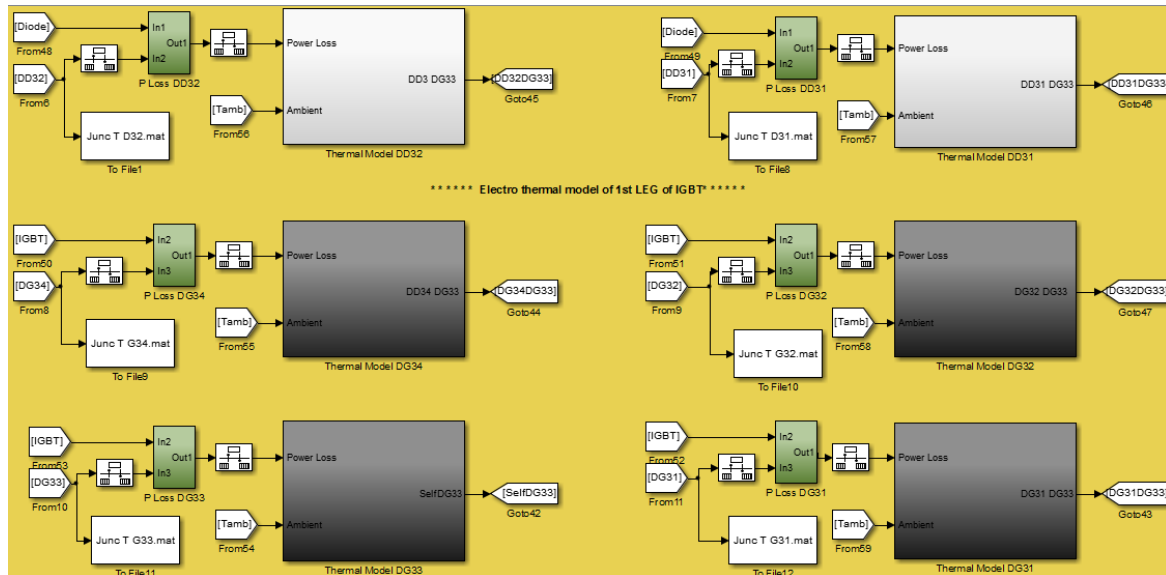 [Diode]
From48
[DD32]
From6
In1
In2
Out1
P Loss DD32
Power Loss
Ambient
DD3 DG33
Thermal Model DD32
[DD32DG33]
Goto45
[Tamb]
From56
Junc T D32.mat
To File1
[Diode]
From49
[DD31]
From7
In1
In2
Out1
P Loss DD31
Power Loss
Ambient
DD31 DG33
Thermal Model DD31
[DD31DG33]
Goto46
[Tamb]
From57
Junc T D31.mat
To File8
* * * * * * Electro thermal model of 1st LEG of IGBT* * * * *
[IGBT]
From50
[DG34]
From8
In2
In3
Out1
P Loss DG34
Power Loss
Ambient
DD34 DG33
Thermal Model DG34
[DG34DG33]
Goto44
[Tamb]
From55
Junc T G34.mat
To File9
[IGBT]
From51
[DG32]
From9
In2
In3
Out1
P Loss DG32
Power Loss
Ambient
DG32 DG33
Thermal Model DG32
[DG32DG33]
Goto47
[Tamb]
From58
Junc T G32.mat
To File10
[IGBT]
From53
[DG33]
From10
In2
In3
Out1
P Loss DG33
Power Loss
Ambient
SelfDG33
Thermal Model DG33
[SelfDG33]
Goto42
[Tamb]
From54
Junc T G33.mat
To File11
[IGBT]
From52
[DG31]
From11
In2
In3
Out1
P Loss DG31
Power Loss
Ambient
DG31 DG33
Thermal Model DG31
[DG31DG33]
Goto43
[Tamb]
From59
Junc T G31.mat
To File12